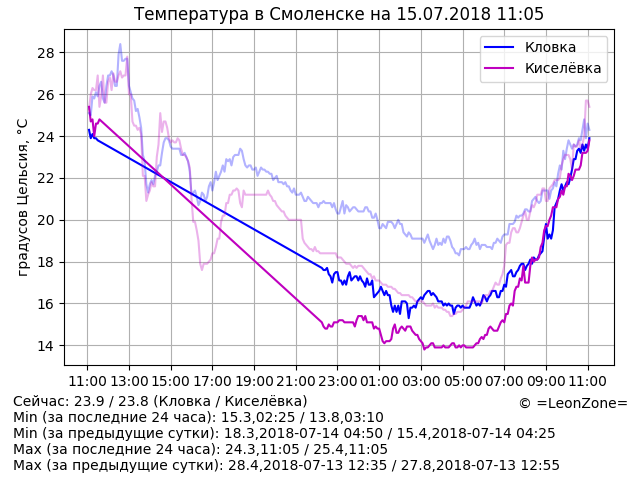 Температура в Смоленске на 15.07.2018 11:05
Кловка
Киселёвка
градусов Цельсия, °C
28
26
24
22
20
18
16
14
11:00 13:00 15:00 17:00 19:00 21:00 23:00 01:00 03:00 05:00 07:00 09:00 11:00
Сейчас: 23.9 / 23.8 (Кловка / Киселёвка)
© =LeonZone=
Min (за последние 24 часа): 15.3,02:25 / 13.8,03:10
Min (за предыдущие сутки): 18.3,2018-07-14 04:50 / 15.4,2018-07-14 04:25
Max (за последние 24 часа): 24.3,11:05 / 25.4,11:05
Max (за предыдущие сутки): 28.4,2018-07-13 12:35 / 27.8,2018-07-13 12:55